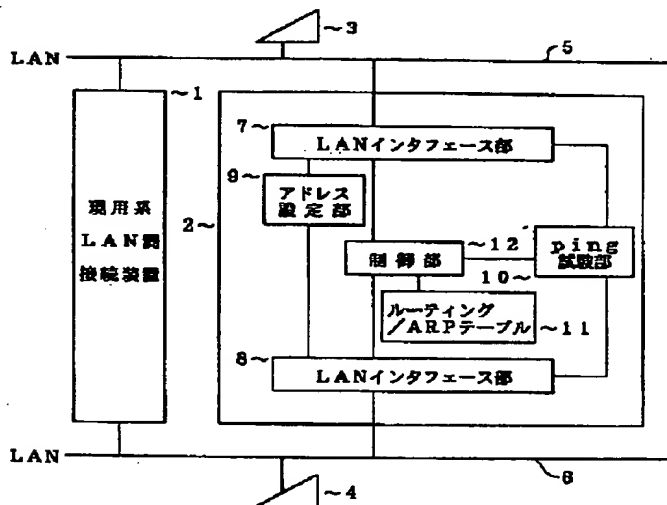 ~3
LAN
5
~1
7~
LANインタフェース部
9~
アドレス
設定部
現用系
LAN間
接続装置
2~
~12
ping
試験部
制御部
10~
ルーティング
/ARPテーブル
~11
8~
LANインタフェース部
LAN
6
~4